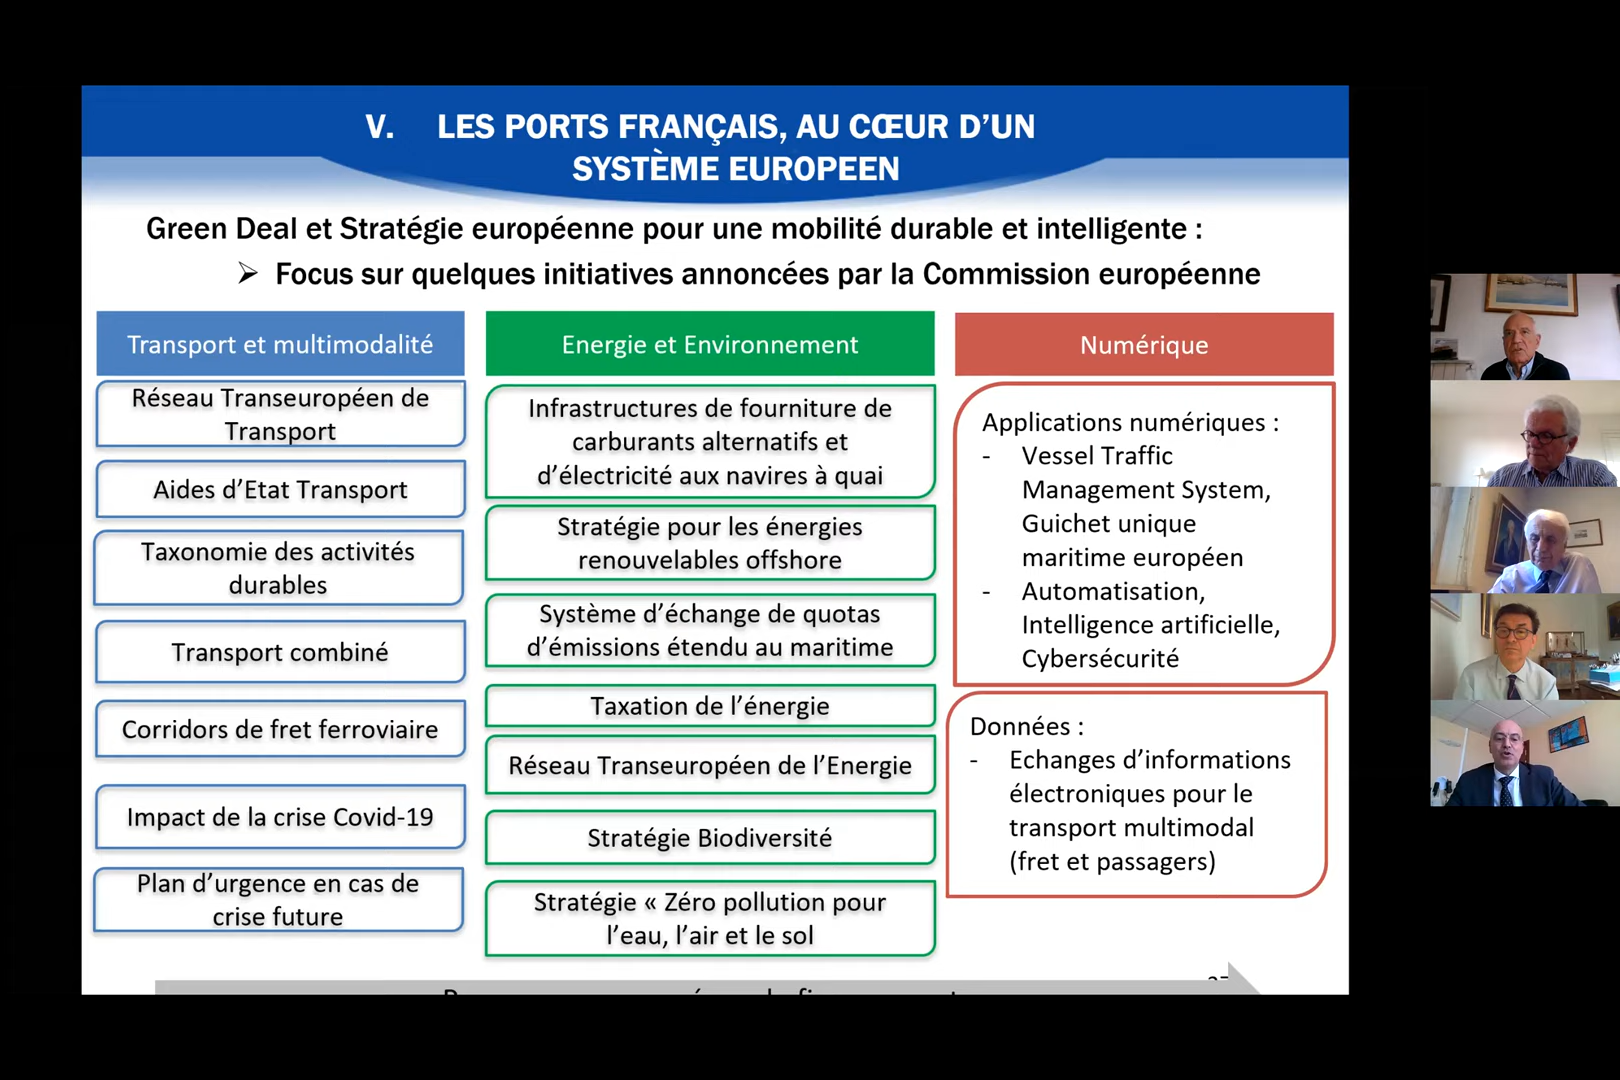 V. LES PORTS FRANÇAIS, AU CŒUR D’UN
SYSTÈME EUROPEEN
Green Deal et Stratégie européenne pour une mobilité durable et intelligente :
➢ Focus sur quelques initiatives annoncées par la Commission européenne
Transport et multimodalité
Réseau Transeuropéen de
Transport
Aides d’Etat Transport
Taxonomie des activités
durables
Transport combiné
Corridors de fret ferroviaire
Impact de la crise Covid-19
Plan d’urgence en cas de
crise future
Energie et Environnement
Infrastructures de fourniture de
carburants alternatifs et
d’électricité aux navires à quai
Stratégie pour les énergies
renouvelables offshore
Système d’échange de quotas
d’émissions étendu au maritime
Taxation de l’énergie
Réseau Transeuropéen de l’Energie
Stratégie Biodiversité
Stratégie « Zéro pollution pour
l’eau, l’air et le sol
Numérique
Applications numériques :
- Vessel Traffic
Management System,
Guichet unique
maritime européen
- Automatisation,
Intelligence artificielle,
Cybersécurité
Données :
- Echanges d’informations
électroniques pour le
transport multimodal
(fret et passagers)